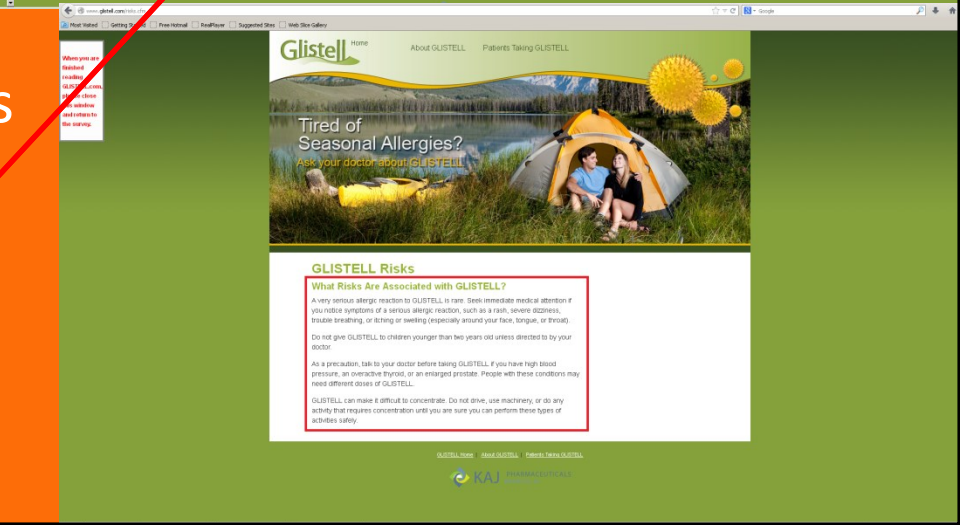 www.glistell.com/risks.cfm
Google
Most Visited Getting Started Free Hotmail RealPlayer Suggested Sites Web Slice Gallery
s
When you are
finished
reading
GLISTELL.com,
please close
this window
and return to
the survey.
Glistell
Home About GLISTELL Patients Taking GLISTELL
Tired of
Seasonal Allergies?
Ask your doctor about GLISTELL
GLISTELL Risks
What Risks Are Associated with GLISTELL?
A very serious allergic reaction to GLISTELL is rare. Seek immediate medical attention if
you notice symptoms of a serious allergic reaction, such as a rash, severe dizziness,
trouble breathing, or itching or swelling (especially around your face, tongue, or throat).
Do not give GLISTELL to children younger than two years old unless directed to by your
doctor.
As a precaution, talk to your doctor before taking GLISTELL if you have high blood
pressure, an overactive thyroid, or an enlarged prostate. People with these conditions may
need different doses of GLISTELL.
GLISTELL can make it difficult to concentrate. Do not drive, use machinery, or do any
activity that requires concentration until you are sure you can perform these types of
activities safely.
GLISTELL Home | About GLISTELL | Patients Taking GLISTELL
KAJ PHARMACEUTICALS